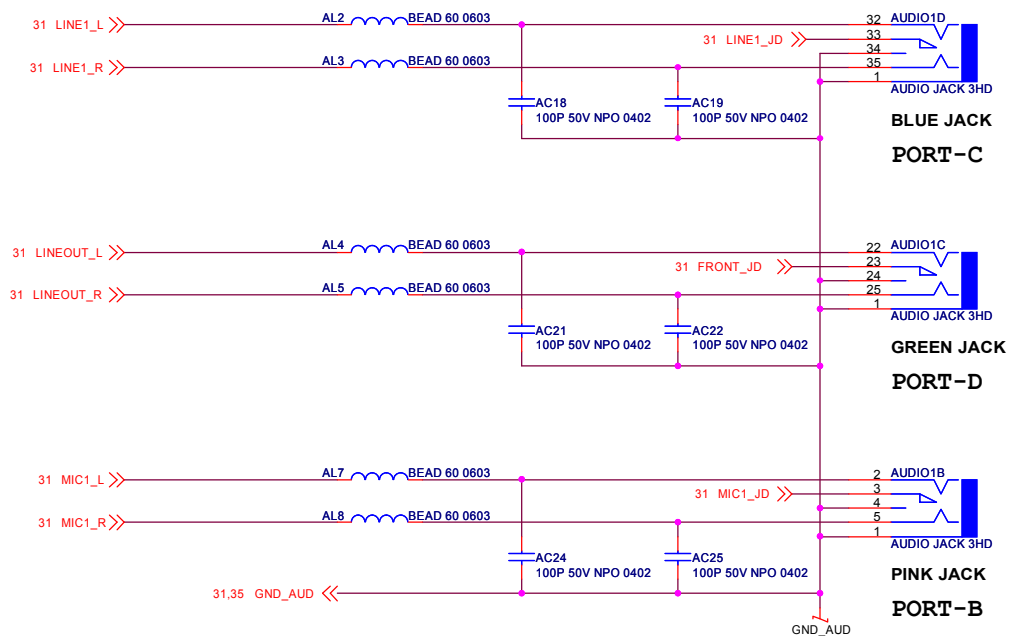 AL2 BEAD 60 0603
31 LINE1_L
32 AUDIO1D
31 LINE1_JD
33
34
AL3 BEAD 60 0603
31 LINE1_R
35
1
AUDIO JACK 3HD
AC18
100P 50V NPO 0402
AC19
100P 50V NPO 0402
BLUE JACK
PORT-C
AL4 BEAD 60 0603
31 LINEOUT_L
22 AUDIO1C
31 FRONT_JD
23
24
AL5 BEAD 60 0603
31 LINEOUT_R
25
1
AUDIO JACK 3HD
AC21
100P 50V NPO 0402
AC22
100P 50V NPO 0402
GREEN JACK
PORT-D
AL7 BEAD 60 0603
31 MIC1_L
2 AUDIO1B
31 MIC1_JD
3
4
AL8 BEAD 60 0603
31 MIC1_R
5
1
AUDIO JACK 3HD
AC24
100P 50V NPO 0402
AC25
100P 50V NPO 0402
PINK JACK
31,35 GND_AUD
PORT-B
GND_AUD